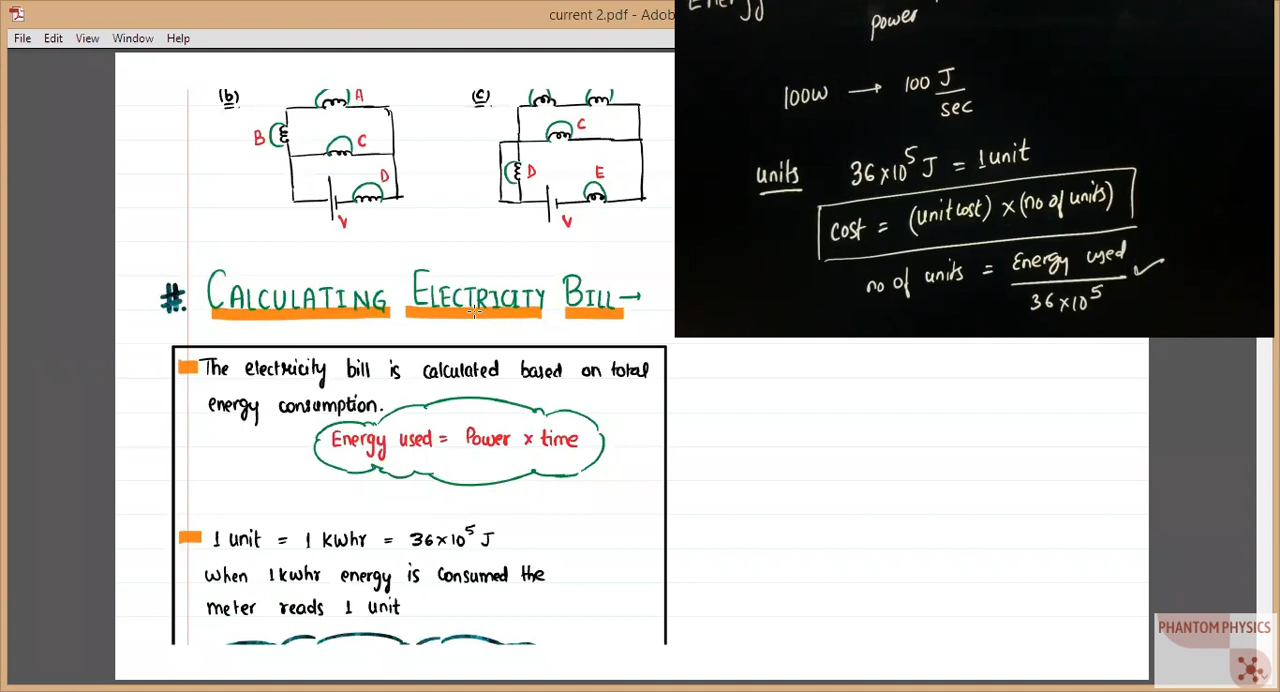 current 2.pdf - Adob
File Edit View Window Help
(b)
A
B
C
D
V
(c)
C
D
E
V
# CALCULATING ELECTRICITY BILL →
The electricity bill is calculated based on total
energy consumption.
Energy used = Power × time
1 unit = 1 kwhr = 36×10⁵ J
when 1kwhr energy is consumed the
meter reads 1 unit
Energy
power
100W → 100 J/sec
units 36×10⁵ J = 1 unit
cost = (unit cost) × (no of units)
no of units = Energy used / 36×10⁵
PHANTOM PHYSICS